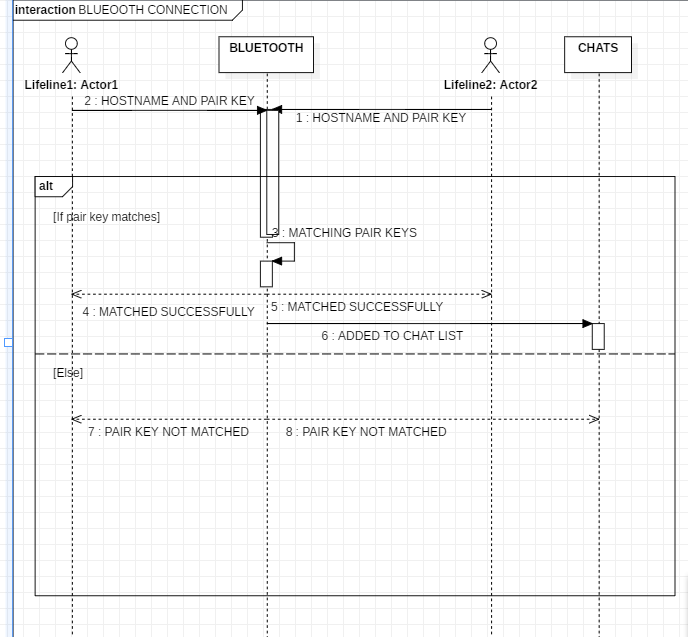 interaction BLUEOOTH CONNECTION
BLUETOOTH
CHATS
Lifeline1: Actor1
Lifeline2: Actor2
2 : HOSTNAME AND PAIR KEY
1 : HOSTNAME AND PAIR KEY
alt
[If pair key matches]
3 : MATCHING PAIR KEYS
4 : MATCHED SUCCESSFULLY
5 : MATCHED SUCCESSFULLY
6 : ADDED TO CHAT LIST
[Else]
7 : PAIR KEY NOT MATCHED
8 : PAIR KEY NOT MATCHED